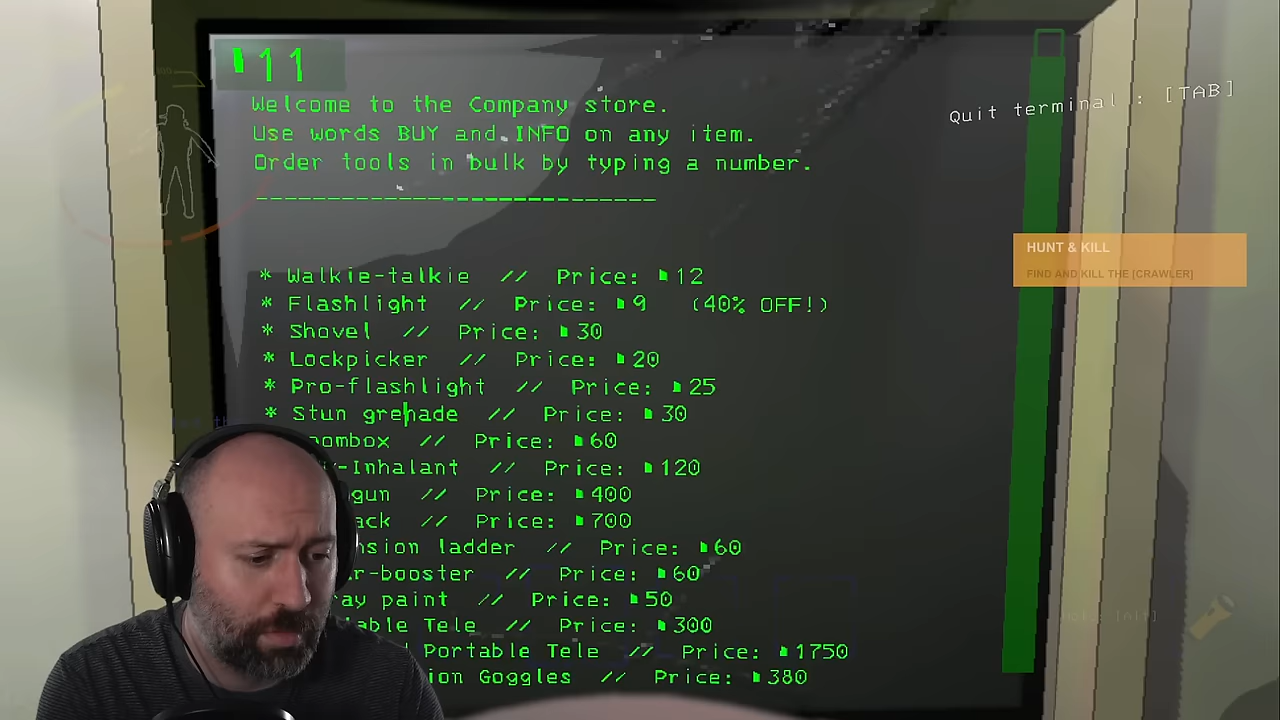 11
Welcome to the Company store.
Use words BUY and INFO on any item.
Order tools in bulk by typing a number.
Quit terminal : [TAB]
----------------------------
HUNT & KILL
FIND AND KILL THE [CRAWLER]
* Walkie-talkie // Price: 12
* Flashlight // Price: 9 (40% OFF!)
* Shovel // Price: 30
* Lockpicker // Price: 20
* Pro-flashlight // Price: 25
* Stun grenade // Price: 30
oombox // Price: 60
-Inhalant // Price: 120
gun // Price: 400
ack // Price: 700
nsion ladder // Price: 60
r-booster // Price: 60
ray paint // Price: 50
able Tele // Price: 300
Portable Tele // Price: 1750
ion Goggles // Price: 380